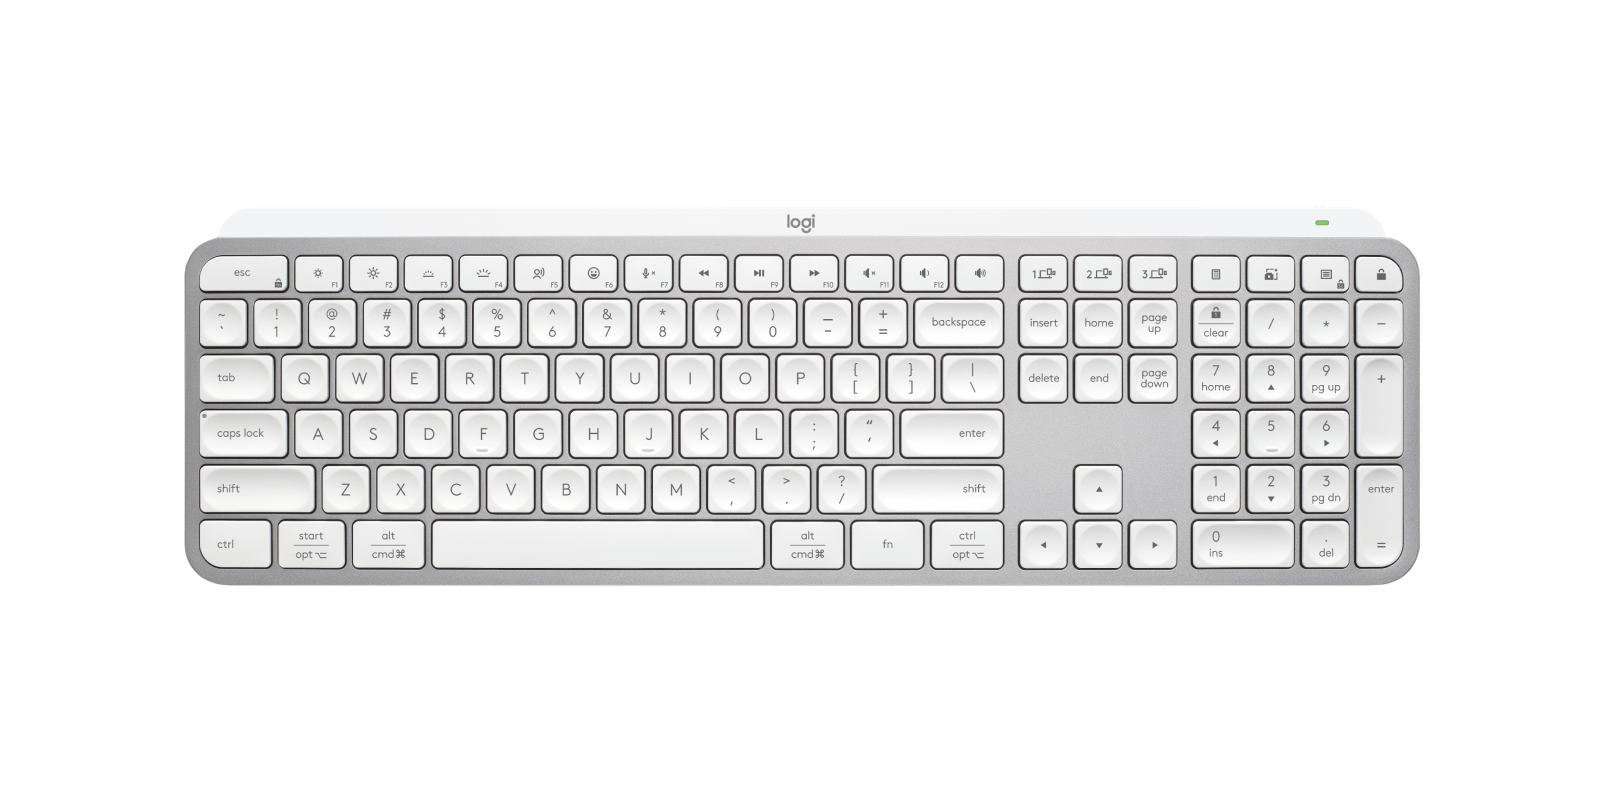 logi
esc F1 F2 F3 F4 F5 F6 F7 F8 F9 F10 F11 F12 1 2 3
~ ! @ # $ % ^ & * ( ) — + backspace insert home page up clear / * −
` 1 2 3 4 5 6 7 8 9 0 - =
tab Q W E R T Y U I O P { [ } ] | \ delete end page down 7 home 8 9 pg up +
caps lock A S D F G H J K L : ; “ ‘ enter 4 5 6
shift Z X C V B N M < , > . ? / shift 1 end 2 3 pg dn enter =
ctrl start opt ⌥ alt cmd ⌘ alt cmd ⌘ fn ctrl opt ⌥ 0 ins . del